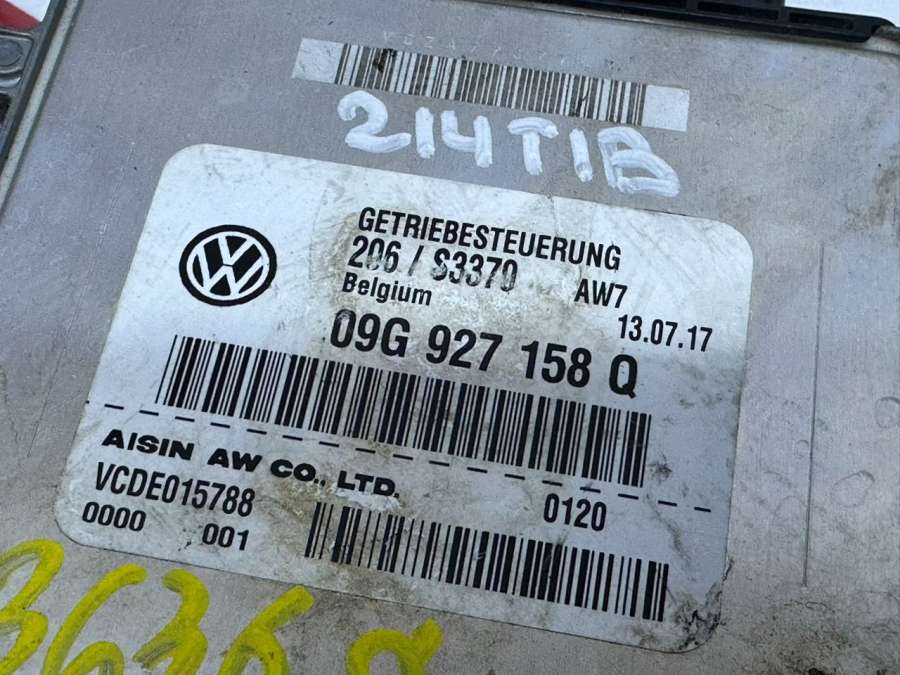 214T1B
GETRIEBESTEUERUNG
206 / S3370 AW7
Belgium 13.07.17
09G 927 158 Q
AISIN AW CO., LTD.
VCDE015788 0120
0000 001